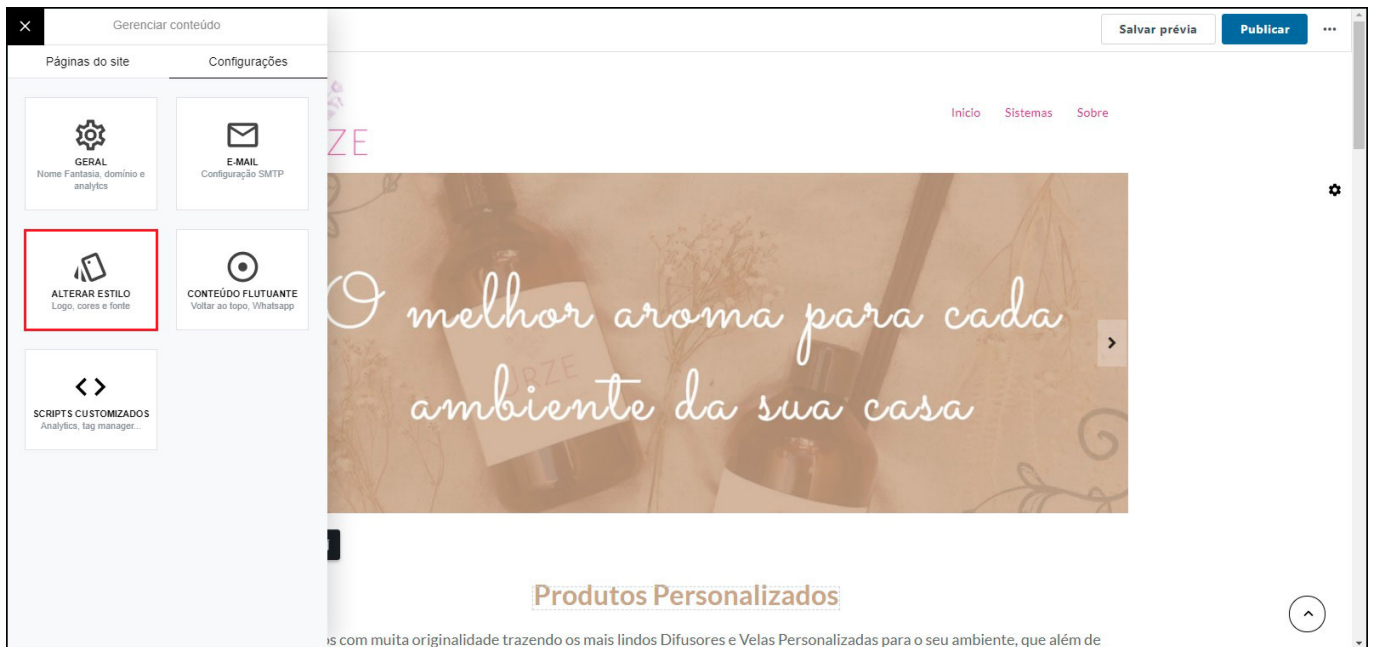 Gerenciar conteúdo
Salvar prévia
Publicar
Páginas do site
Configurações
GERAL
Nome Fantasia, domínio e
analytcs
E-MAIL
Configuração SMTP
ALTERAR ESTILO
Logo, cores e fonte
CONTEÚDO FLUTUANTE
Voltar ao topo, Whatsapp
SCRIPTS CUSTOMIZADOS
Analytics, tag manager...
ZE
Inicio
Sistemas
Sobre
O melhor aroma para cada
ambiente da sua casa
URZE
Produtos Personalizados
com muita originalidade trazendo os mais lindos Difusores e Velas Personalizadas para o seu ambiente, que além de